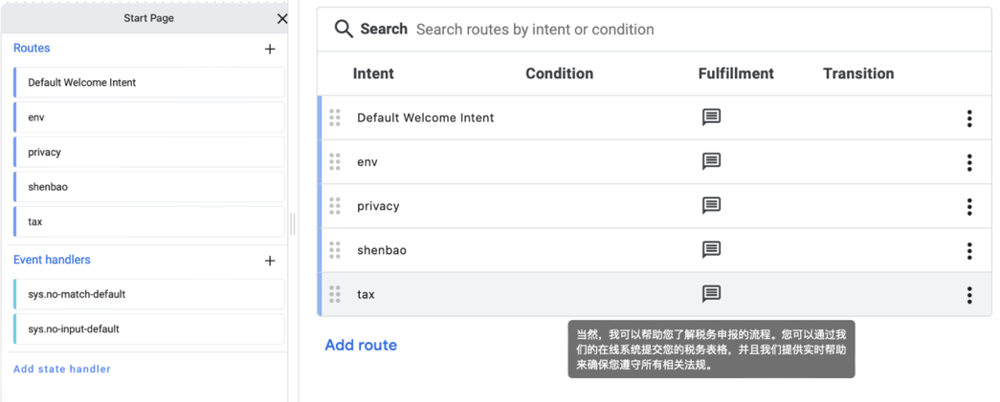 Start Page
Routes
Default Welcome Intent
env
privacy
shenbao
tax
Event handlers
sys.no-match-default
sys.no-input-default
Add state handler
Search Search routes by intent or condition
Intent Condition Fulfillment Transition
Default Welcome Intent
env
privacy
shenbao
tax
Add route
当然，我可以帮助您了解税务申报的流程。您可以通过我
们的在线系统提交您的税务表格，并且我们提供实时帮助
来确保您遵守所有相关法规。